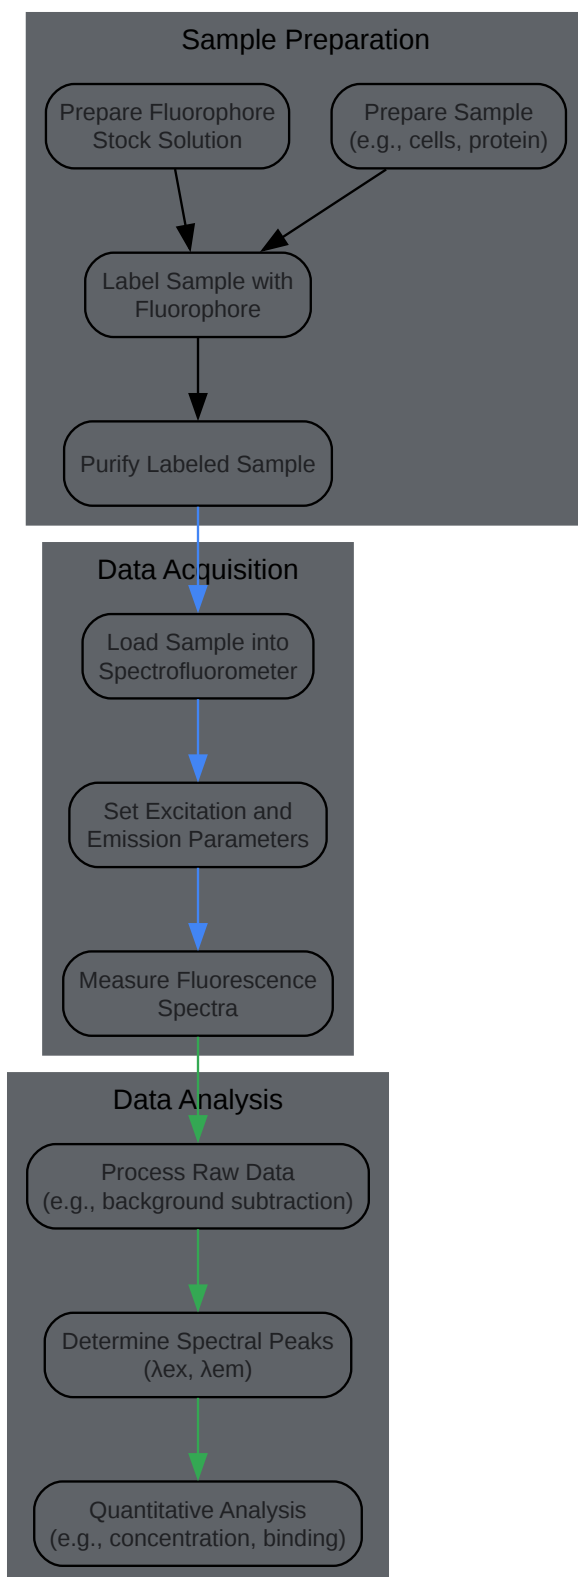 Sample Preparation
Prepare Fluorophore
Stock Solution
Prepare Sample
(e.g., cells, protein)
Label Sample with
Fluorophore
Purify Labeled Sample
Data Acquisition
Load Sample into
Spectrofluorometer
Set Excitation and
Emission Parameters
Measure Fluorescence
Spectra
Data Analysis
Process Raw Data
(e.g., background subtraction)
Determine Spectral Peaks
(λex, λem)
Quantitative Analysis
(e.g., concentration, binding)